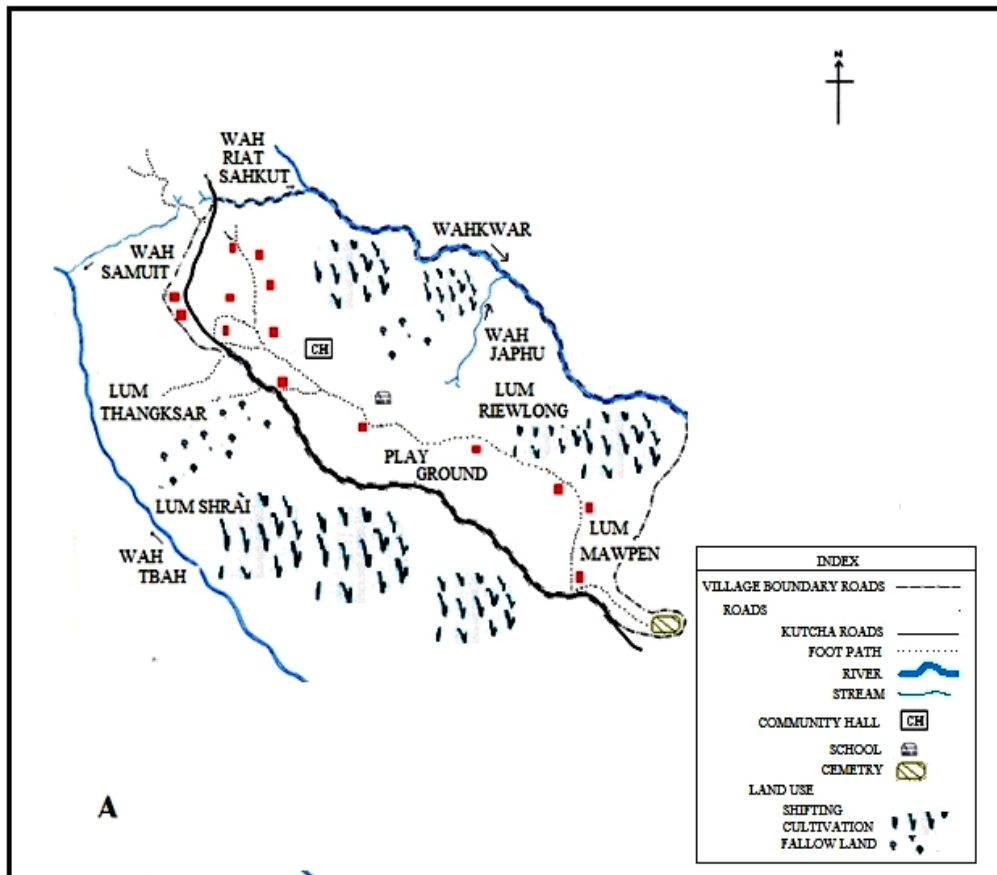 N
WAH
RIAT
SAHKUT
WAHKWAR
WAH
SAMUIT
WAH
JAPHU
CH
LUM
THANGKSAR
LUM
RIEWLONG
PLAY
GROUND
LUM SHRAI
LUM
MAWPEN
WAH
TBAH
A
INDEX
VILLAGE BOUNDARY ROADS
ROADS
KUTCHA ROADS
FOOT PATH
RIVER
STREAM
COMMUNITY HALL CH
SCHOOL
CEMETRY
LAND USE
SHIFTING
CULTIVATION
FALLOW LAND